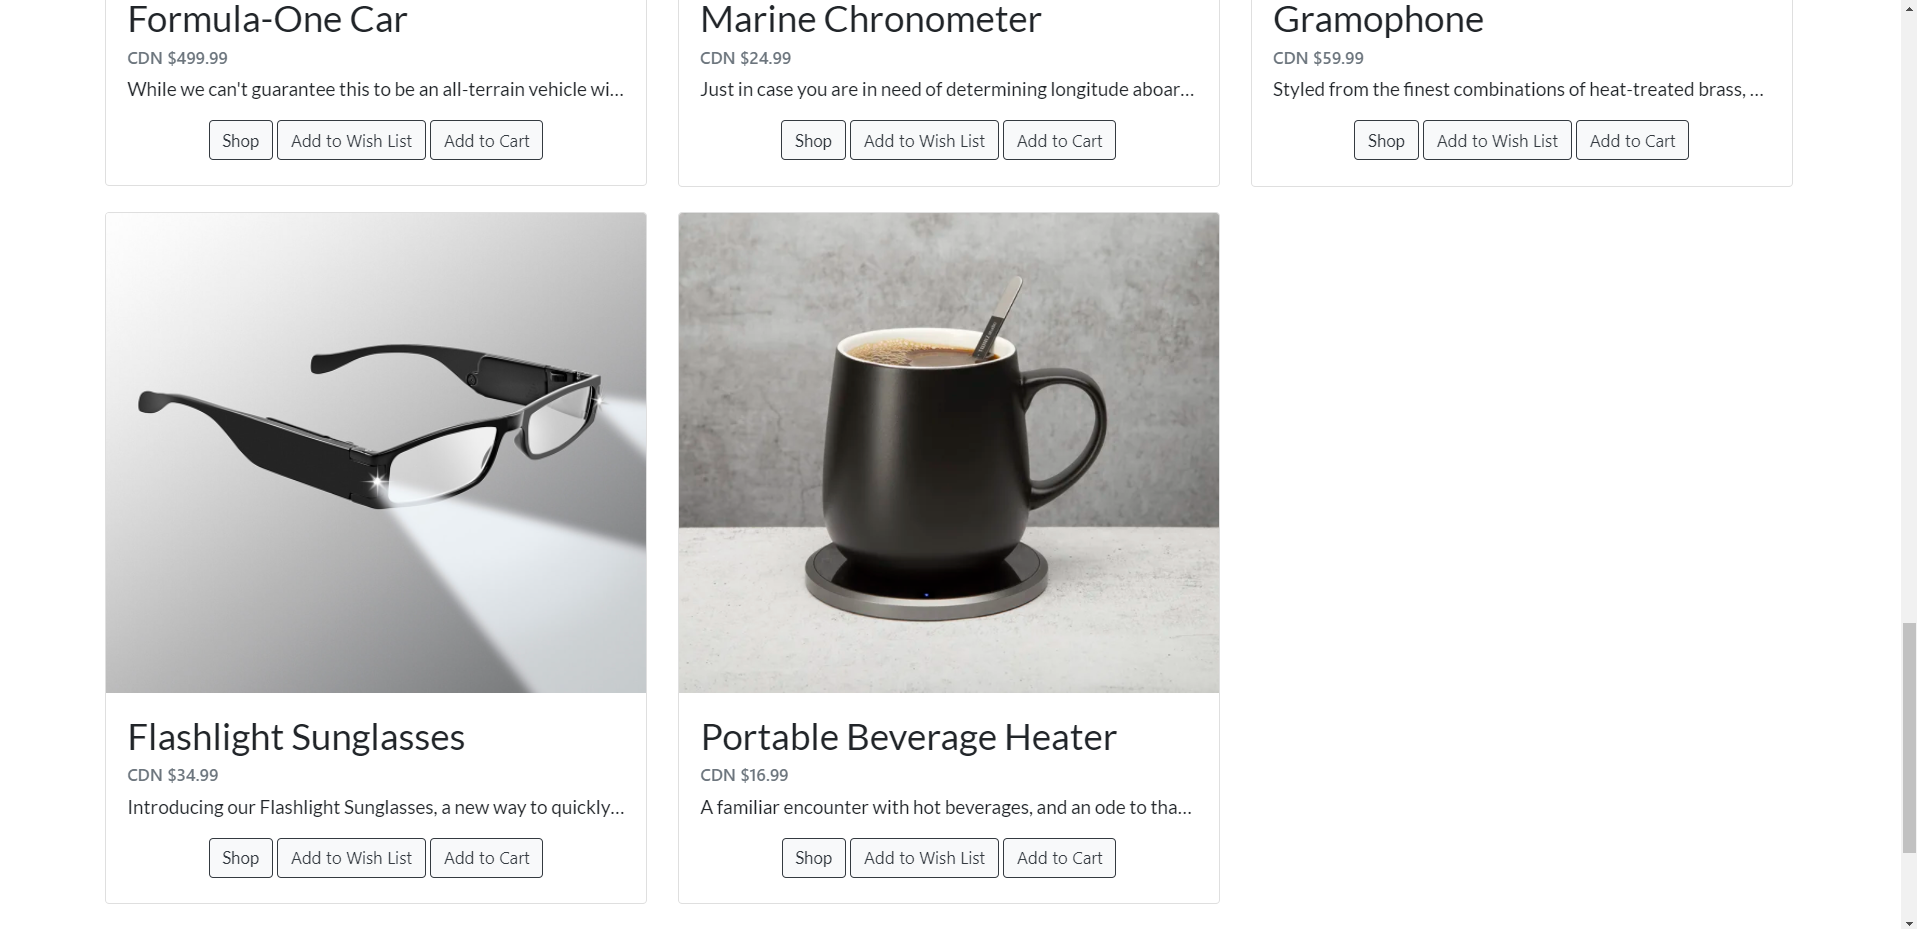 Formula-One Car
CDN $499.99
While we can't guarantee this to be an all-terrain vehicle wi...
Shop
Add to Wish List
Add to Cart
Marine Chronometer
CDN $24.99
Just in case you are in need of determining longitude aboar...
Shop
Add to Wish List
Add to Cart
Gramophone
CDN $59.99
Styled from the finest combinations of heat-treated brass, ...
Shop
Add to Wish List
Add to Cart
Flashlight Sunglasses
CDN $34.99
Introducing our Flashlight Sunglasses, a new way to quickly...
Shop
Add to Wish List
Add to Cart
Portable Beverage Heater
CDN $16.99
A familiar encounter with hot beverages, and an ode to tha...
Shop
Add to Wish List
Add to Cart